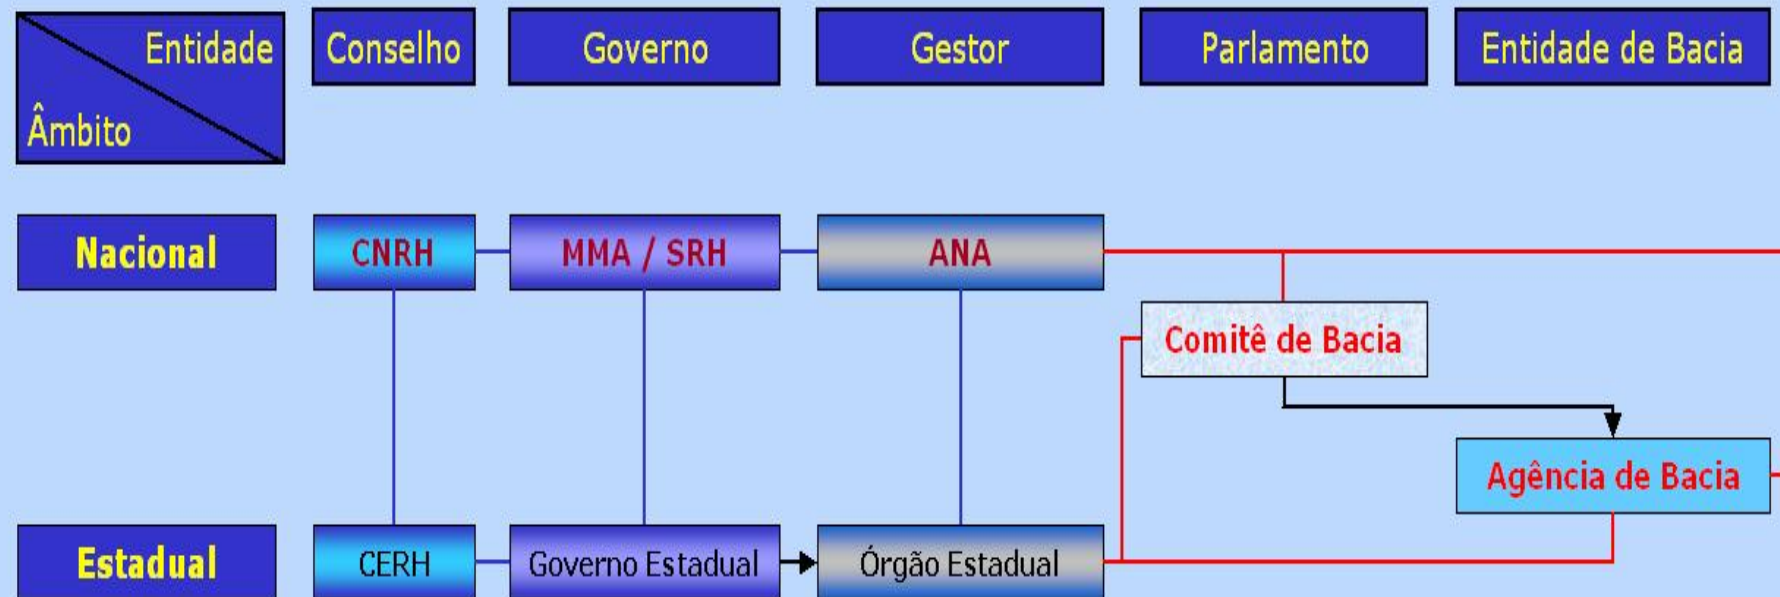 Entidade
Âmbito
Conselho
Governo
Gestor
Parlamento
Entidade de Bacia
Nacional
CNRH
MMA / SRH
ANA
Comitê de Bacia
Agência de Bacia
Estadual
CERH
Governo Estadual
Órgão Estadual